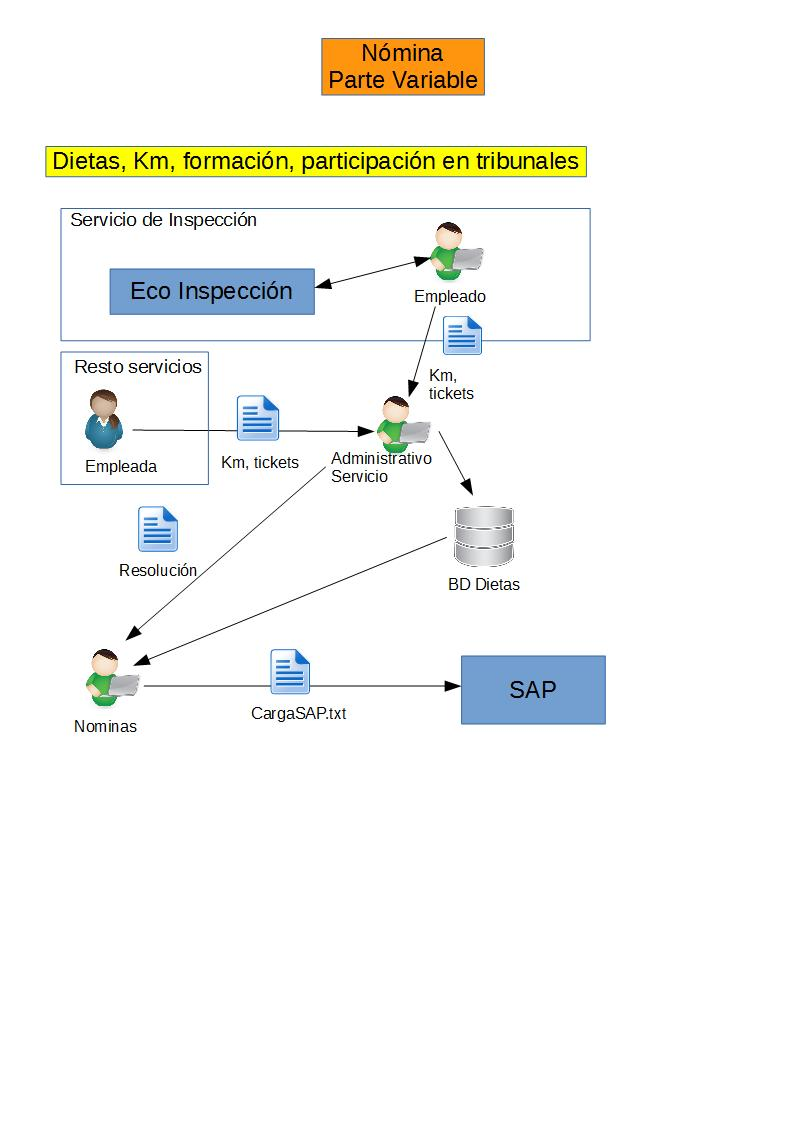 Nómina
Parte Variable
Dietas, Km, formación, participación en tribunales
Servicio de Inspección
Eco Inspección
Empleado
Resto servicios
Km,
tickets
Empleada
Km, tickets
Administrativo
Servicio
Resolución
BD Dietas
Nominas
CargaSAP.txt
SAP